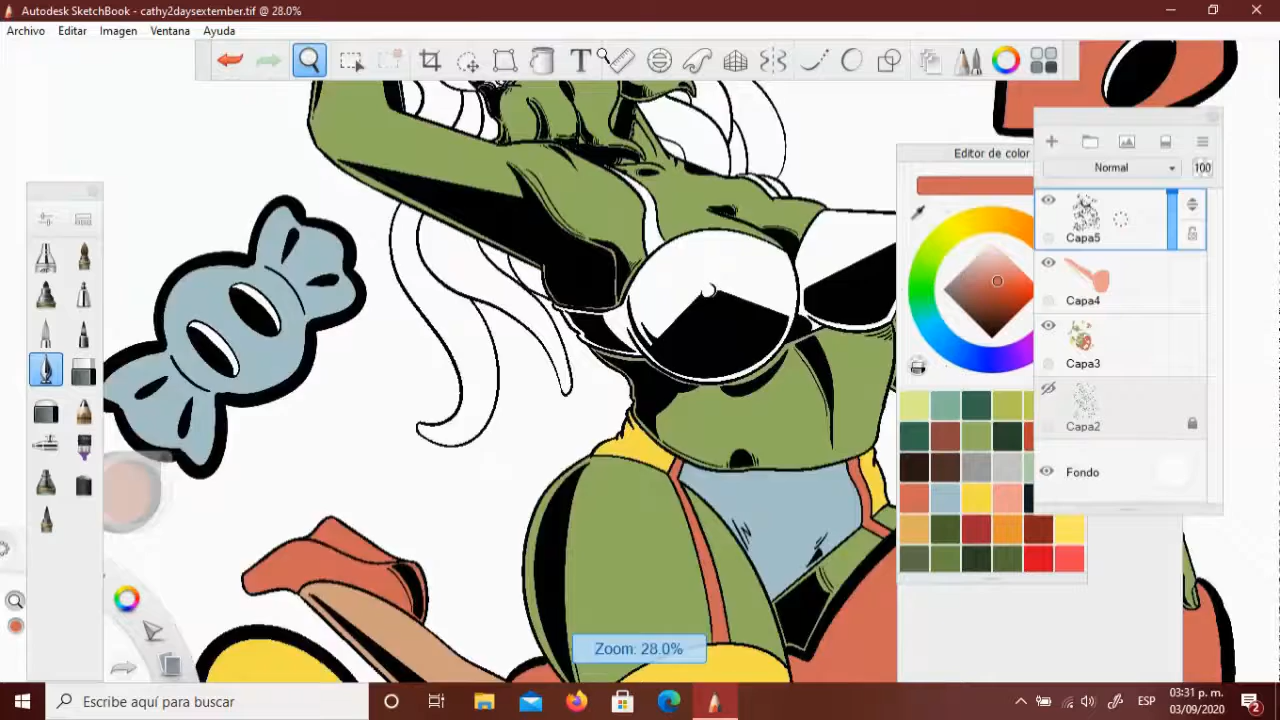 Autodesk SketchBook - cathy2daysextember.tif @ 28.0%
Archivo Editar Imagen Ventana Ayuda
T
Editor de color
Normal
100
Capa5
Capa4
Capa3
Capa2
Fondo
Zoom: 28.0%
Escribe aquí para buscar
ESP
03:31 p. m.
03/09/2020
2